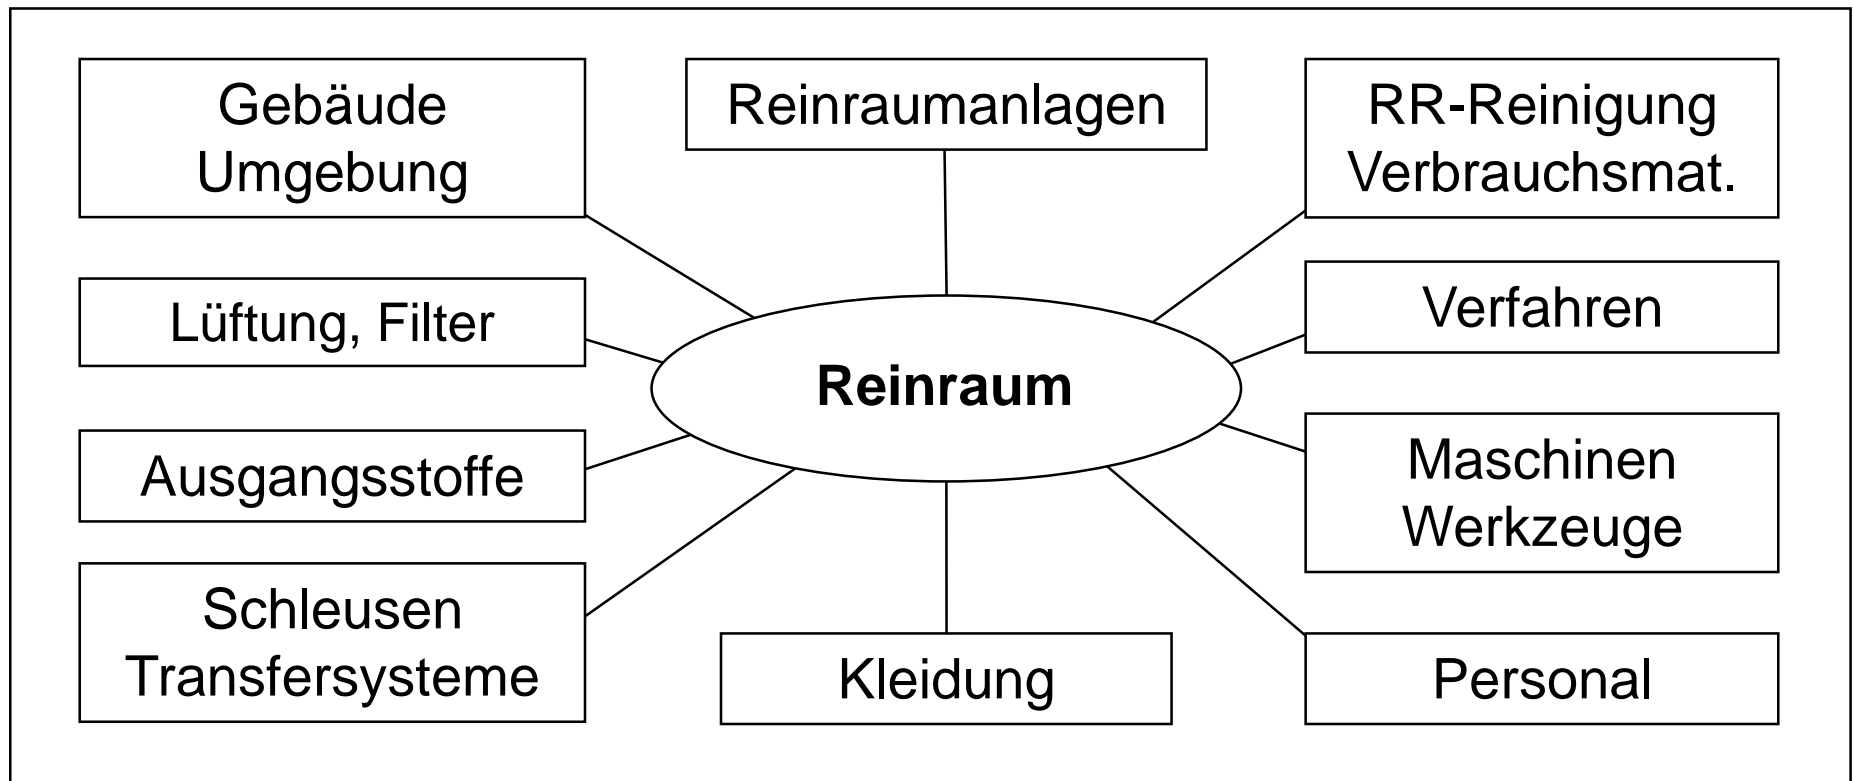 Gebäude
Umgebung
Reinraumanlagen
RR-Reinigung
Verbrauchsmat.
Lüftung, Filter
Verfahren
Reinraum
Ausgangsstoffe
Maschinen
Werkzeuge
Schleusen
Transfersysteme
Kleidung
Personal